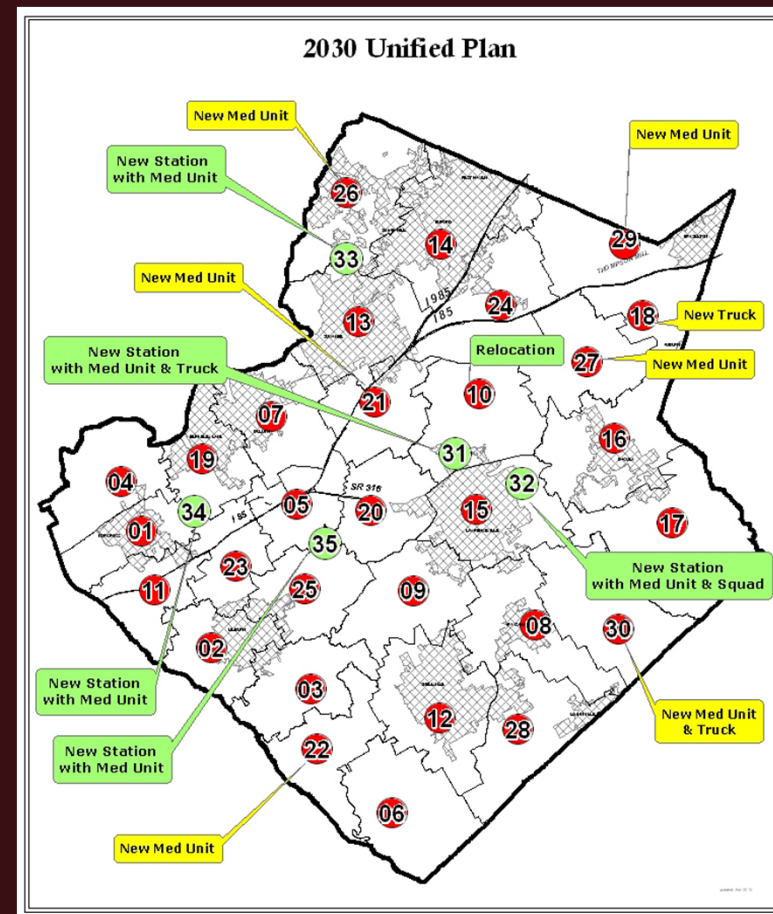 2030 Unified Plan
New Med Unit
New Med Unit
New Station
with Med Unit
26
33
14
29
New Med Unit
I985
I85
24
13
18
New Truck
New Station
with Med Unit & Truck
Relocation
27
New Med Unit
21
10
07
16
31
19
32
04
34
SR 316
I85
05
20
15
01
17
35
New Station
with Med Unit & Squad
23
11
25
09
02
08
30
New Station
with Med Unit
03
12
28
New Med Unit
& Truck
New Station
with Med Unit
22
06
New Med Unit